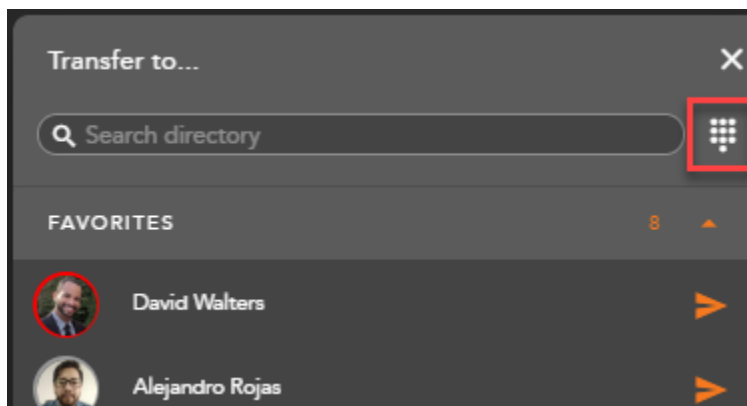 Transfer to...
Search directory
FAVORITES 8
David Walters
Alejandro Rojas